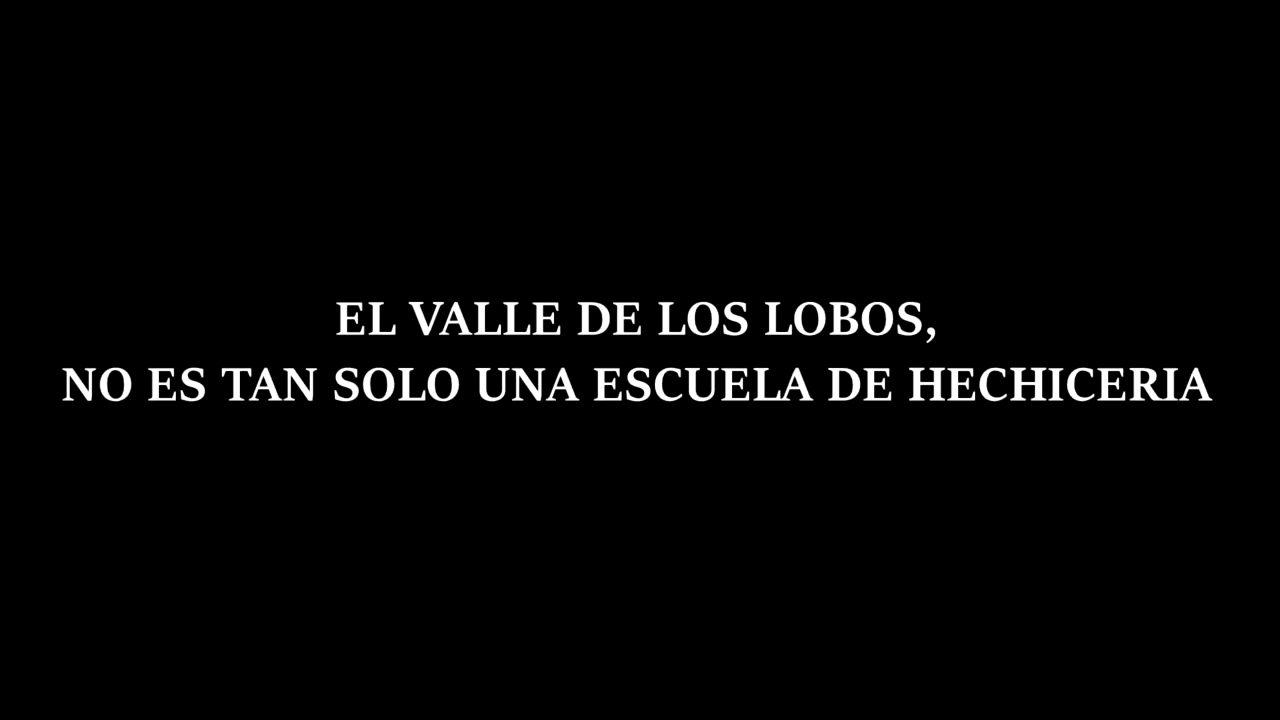 EL VALLE DE LOS LOBOS,
NO ES TAN SOLO UNA ESCUELA DE HECHICERIA